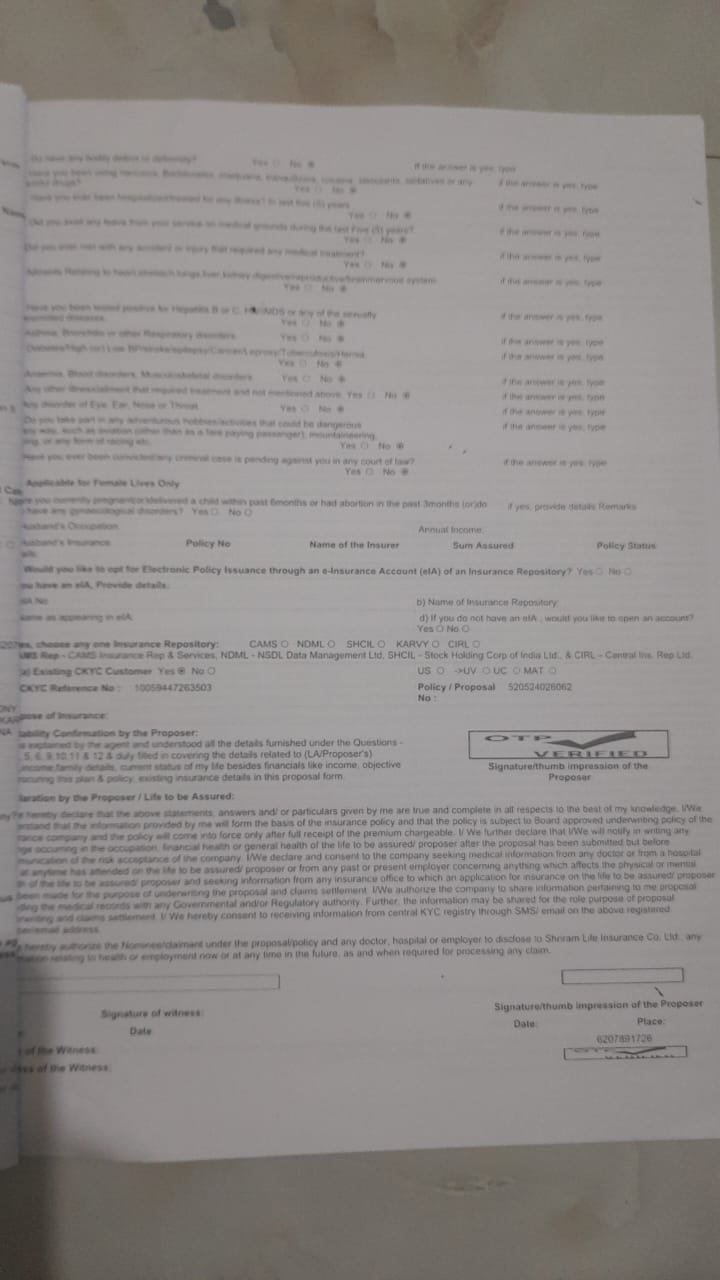 Do have any bodily defect or deformity? Yes No if the answer is yes, type
Have you been using narcotics, Barbiturates, marijuana, tranquilizers, cocaine, stimulants, sedatives or any if the answer is yes, type
drugs? Yes No
Have you ever been hospitalized/treated for any illness? In last five (5) years if the answer is yes, type
Yes No
Did you avail any leave from your service on medical grounds during the last Five (5) years? if the answer is yes, type
Yes No
Did you ever met with any accident or injury that required any medical treatment? if the answer is yes, type
Yes No
Relating to heart/stomach lungs liver kidney digestive/reproductive/brain/nervous system if the answer is yes, type
Yes No
Have you been tested positive for Hepatitis B or C, or any of the sexually if the answer is yes, type
diseases. Yes No
Asthma, Bronchitis or other Respiratory disorders Yes No if the answer is yes, type
Diabetes/High (or) Low BP/stroke/epilepsy/Cancer/Leprosy/Tuberculosis/Hernia if the answer is yes, type
Yes No
Anaemia, Blood disorders, Musculoskeletal disorders Yes No if the answer is yes, type
Any other illness/ailment that required treatment and not mentioned above. Yes No if the answer is yes, type
Any disorder of Eye, Ear, Nose or Throat Yes No if the answer is yes, type
Do you take part in any adventurous hobbies/activities that could be dangerous if the answer is yes, type
any way, such as aviation (other than as a fare paying passenger), mountaineering,
ing, or any form of racing etc. Yes No
Have you ever been convicted/any criminal case is pending against you in any court of law? if the answer is yes, type
Yes No
Applicable for Female Lives Only
you currently pregnant(or)delivered a child within past 6months or had abortion in the past 3months (or)do if yes, provide details Remarks
have any gynaecological disorders? Yes No
Husband's Occupation Annual Income:
Husband's Insurance Policy No Name of the Insurer Sum Assured Policy Status
Would you like to opt for Electronic Policy Issuance through an e-Insurance Account (eIA) of an Insurance Repository? Yes No
ou have an eIA, Provide details.
IA No b) Name of Insurance Repository:
Name as appearing in eIA: d) If you do not have an eIA , would you like to open an account?
Yes No
es, choose any one Insurance Repository: CAMS NDML SHCIL KARVY CIRL
Rep - CAMS Insurance Rep & Services, NDML - NSDL Data Management Ltd, SHCIL - Stock Holding Corp of India Ltd., & CIRL - Central Ins. Rep Ltd.
a) Existing CKYC Customer Yes No US ->UV UC MAT
CKYC Reference No : 10059447263503 Policy / Proposal 520524026062
No :
pose of Insurance:
iability Confirmation by the Proposer: OTP
is explained by the agent and understood all the details furnished under the Questions - VERIFIED
5, 6, 9,10,11 & 12 & duly filled in covering the details related to (LA/Proposer's) Signature/thumb impression of the
income,family details, current status of my life besides financials like income, objective Proposer
this plan & policy, existing insurance details in this proposal form.
laration by the Proposer / Life to be Assured:
hereby declare that the above statements, answers and/ or particulars given by me are true and complete in all respects to the best of my knowledge. I/We
erstand that the information provided by me will form the basis of the insurance policy and that the policy is subject to Board approved underwriting policy of the
rance company and the policy will come into force only after full receipt of the premium chargeable. I/ We further declare that I/We will notify in writing any
nge occurring in the occupation, financial health or general health of the life to be assured/ proposer after the proposal has been submitted but before
munication of the risk acceptance of the company. I/We declare and consent to the company seeking medical information from any doctor or from a hospital
at anytime has attended on the life to be assured/ proposer or from any past or present employer concerning anything which affects the physical or mental
th of the life to be assured/ proposer and seeking information from any insurance office to which an application for insurance on the life to be assured/ proposer
been made for the purpose of underwriting the proposal and claims settlement. I/We authorize the company to share information pertaining to me proposal
ding the medical records with any Governmental and/or Regulatory authority. Further, the information may be shared for the role purpose of proposal
rwriting and claims settlement. I/ We hereby consent to receiving information from central KYC registry through SMS/ email on the above registered
ber/email address.
hereby authorize the Nominee/claimant under the proposal/policy and any doctor, hospital or employer to disclose to Shriram Life Insurance Co. Ltd., any
mation relating to health or employment now or at any time in the future, as and when required for processing any claim.
Signature of witness: Signature/thumb impression of the Proposer
Date Date: Place:
6207891726
of the Witness:
ess of the Witness: